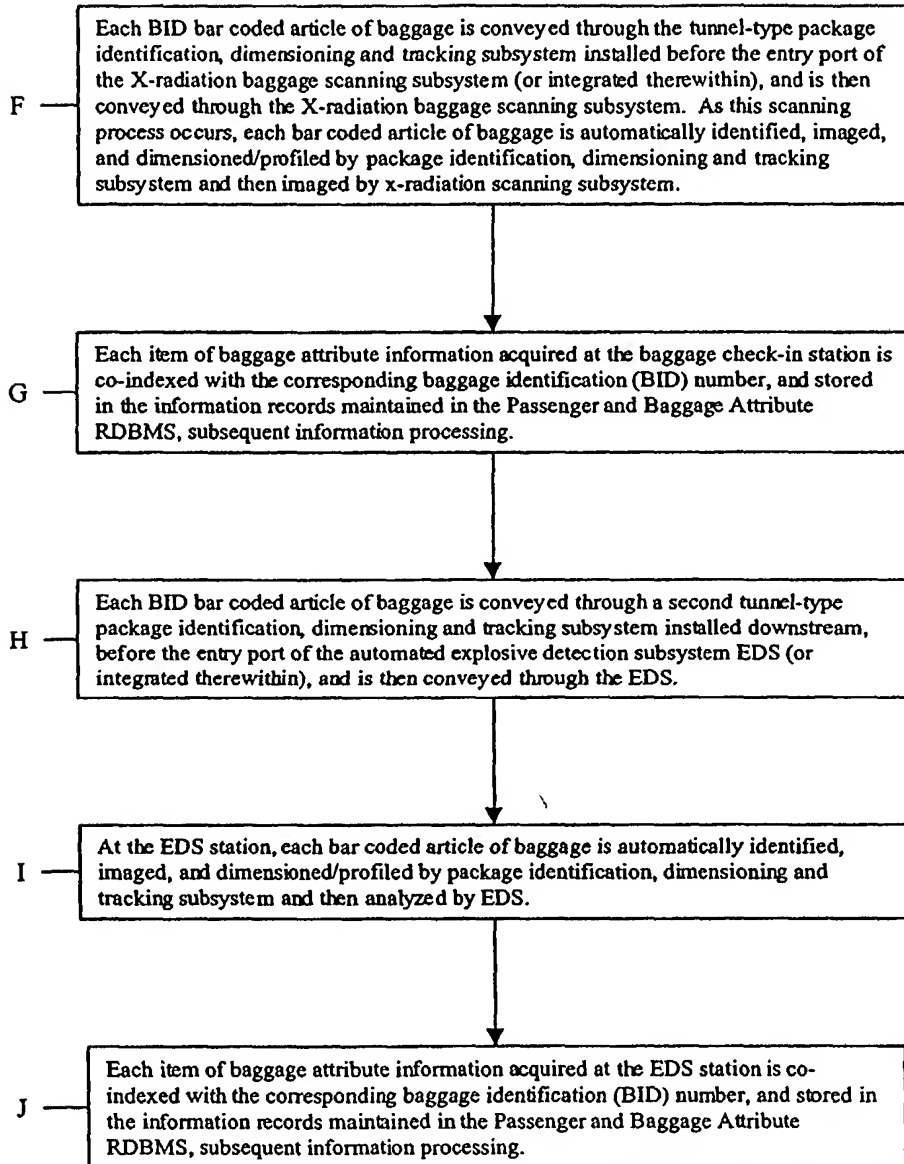 Each BID bar coded article of baggage is conveyed through the tunnel-type package
identification, dimensioning and tracking subsystem installed before the entry port of
the X-radiation baggage scanning subsystem (or integrated therewithin), and is then
F
conveyed through the X-radiation baggage scanning subsystem. As this scanning
process occurs, each bar coded article of baggage is automatically identified, imaged,
and dimensioned/profiled by package identification, dimensioning and tracking
subsystem and then imaged by x-radiation scanning subsystem.
Each item of baggage attribute information acquired at the baggage check-in station is
G
co-indexed with the corresponding baggage identification (BID) number, and stored
in the information records maintained in the Passenger and Baggage Attribute
RDBMS, subsequent information processing.
Each BID bar coded article of baggage is conveyed through a second tunnel-type
H
package identification, dimensioning and tracking subsystem installed downstream,
before the entry port of the automated explosive detection subsystem EDS (or
integrated therewithin), and is then conveyed through the EDS.
At the EDS station, each bar coded article of baggage is automatically identified,
I
imaged, and dimensioned/profiled by package identification, dimensioning and
tracking subsystem and then analyzed by EDS.
Each item of baggage attribute information acquired at the EDS station is co-
J
indexed with the corresponding baggage identification (BID) number, and stored in
the information records maintained in the Passenger and Baggage Attribute
RDBMS, subsequent information processing.